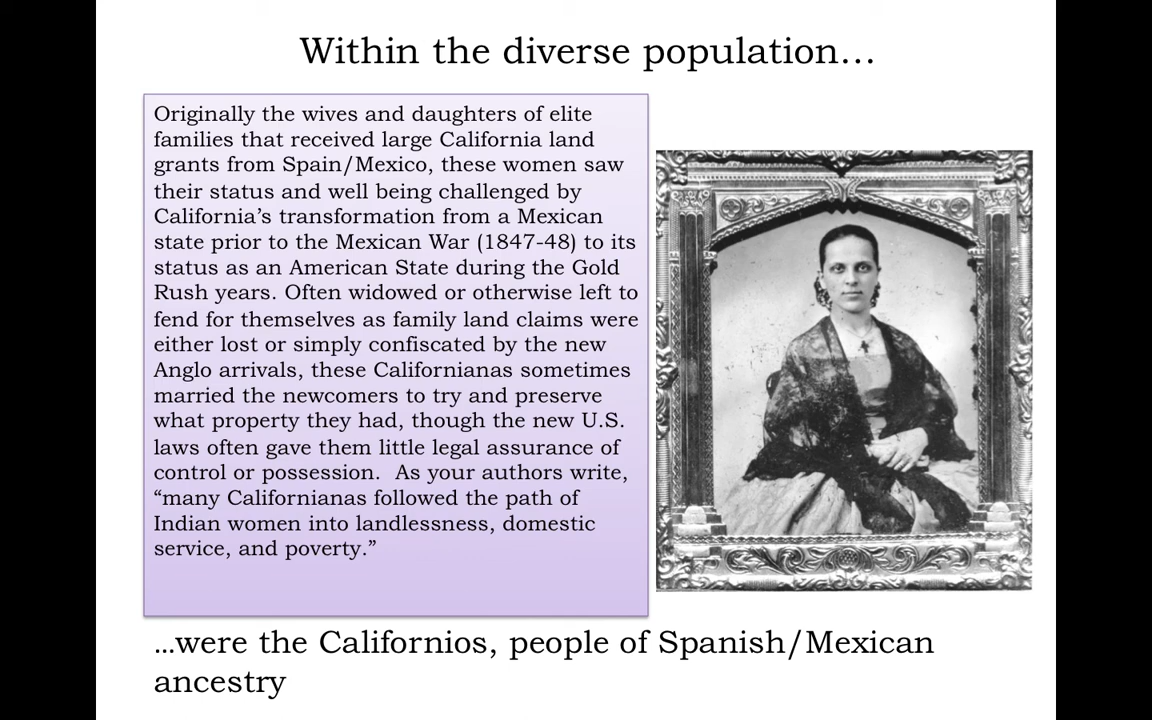 Within the diverse population...
Originally the wives and daughters of elite
families that received large California land
grants from Spain/Mexico, these women saw
their status and well being challenged by
California’s transformation from a Mexican
state prior to the Mexican War (1847-48) to its
status as an American State during the Gold
Rush years. Often widowed or otherwise left to
fend for themselves as family land claims were
either lost or simply confiscated by the new
Anglo arrivals, these Californianas sometimes
married the newcomers to try and preserve
what property they had, though the new U.S.
laws often gave them little legal assurance of
control or possession.  As your authors write,
“many Californianas followed the path of
Indian women into landlessness, domestic
service, and poverty.”
...were the Californios, people of Spanish/Mexican
ancestry